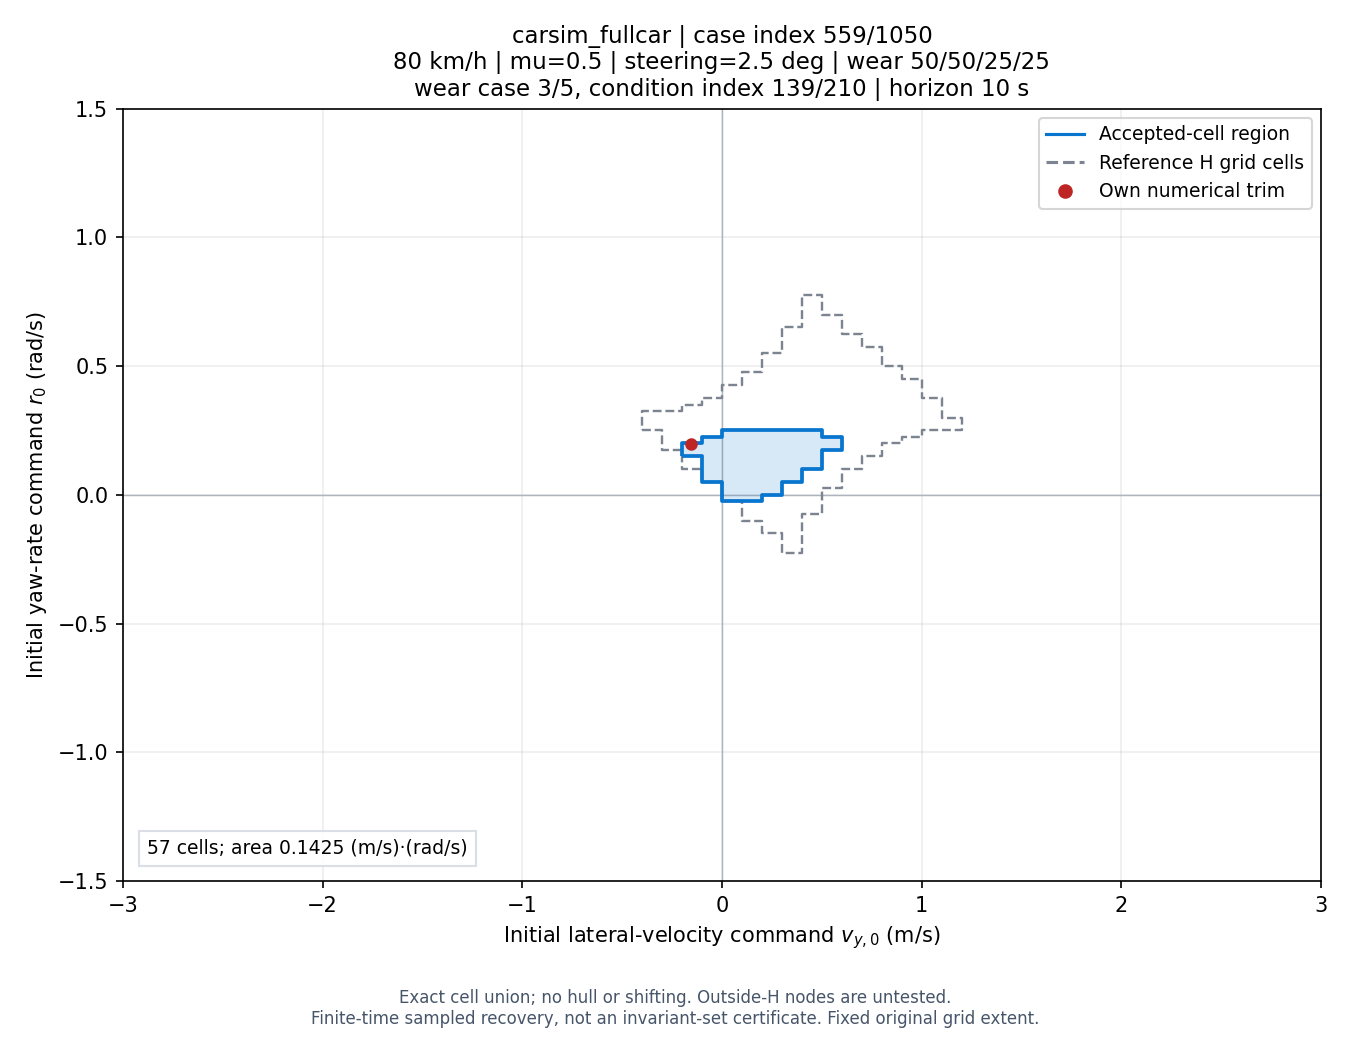 carsim_fullcar | case index 559/1050
80 km/h | mu=0.5 | steering=2.5 deg | wear 50/50/25/25
wear case 3/5, condition index 139/210 | horizon 10 s
Accepted-cell region
Reference H grid cells
Own numerical trim
1.5
1.0
0.5
0.0
−0.5
−1.0
−1.5
Initial yaw-rate command r0 (rad/s)
57 cells; area 0.1425 (m/s)·(rad/s)
−3
−2
−1
0
1
2
3
Initial lateral-velocity command vy,0 (m/s)
Exact cell union; no hull or shifting. Outside-H nodes are untested.
Finite-time sampled recovery, not an invariant-set certificate. Fixed original grid extent.